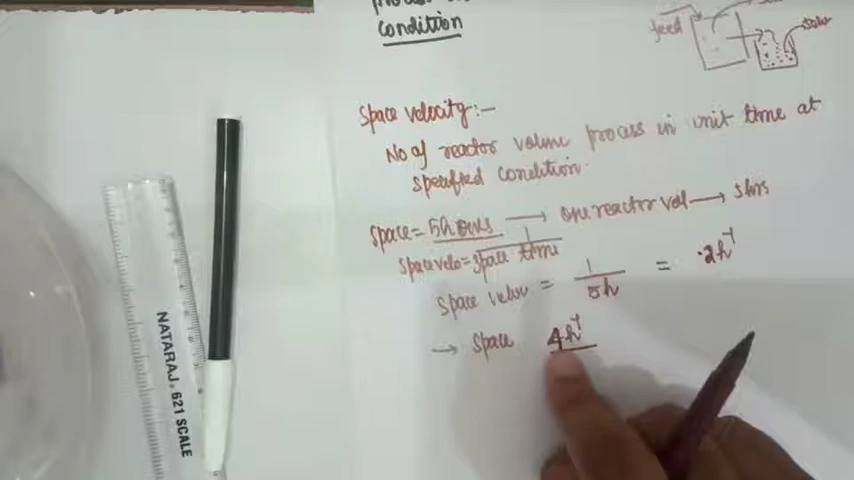 condition
feed
Space velocity:-
No of reactor volume process in unit time at
specified condition.
space = 5hours → one reactor vol → 5hrs
space velo = 1/space time
space velo = 1/5h = .2h⁻¹
→ space 4h⁻¹
NATARAJ 621 SCALE